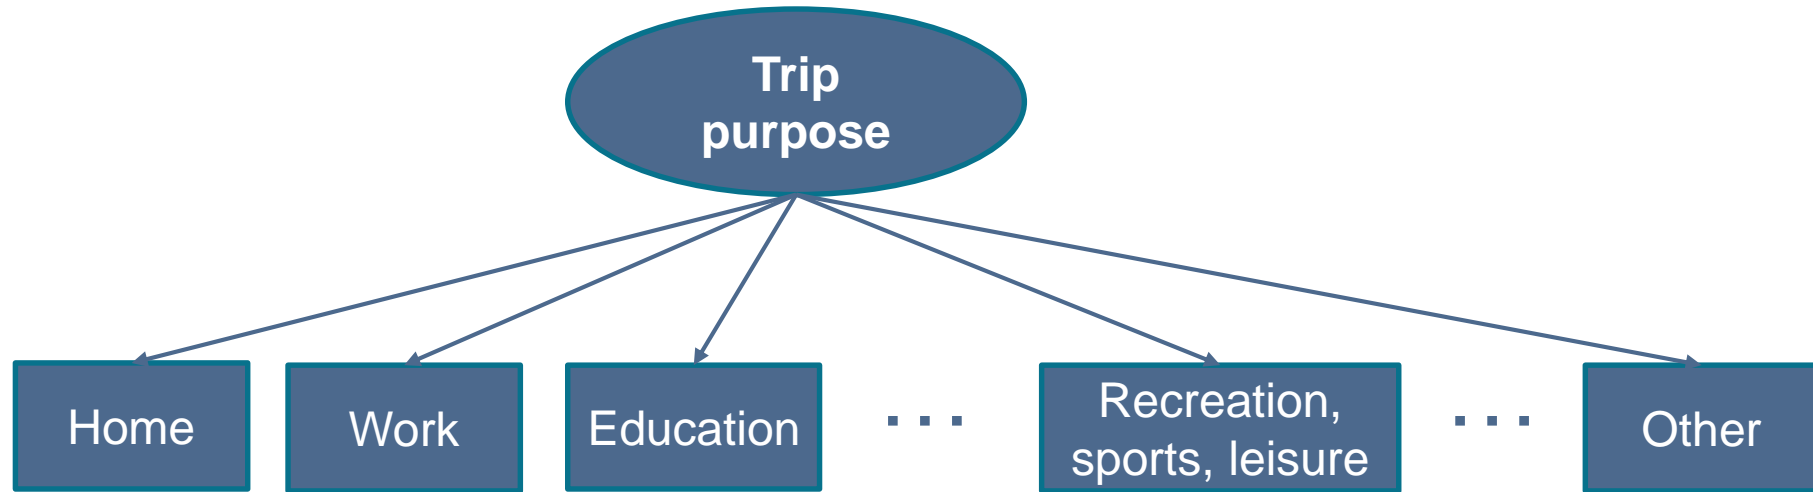 Trip
purpose
Home
Work
Education
...
Recreation,
sports, leisure
...
Other